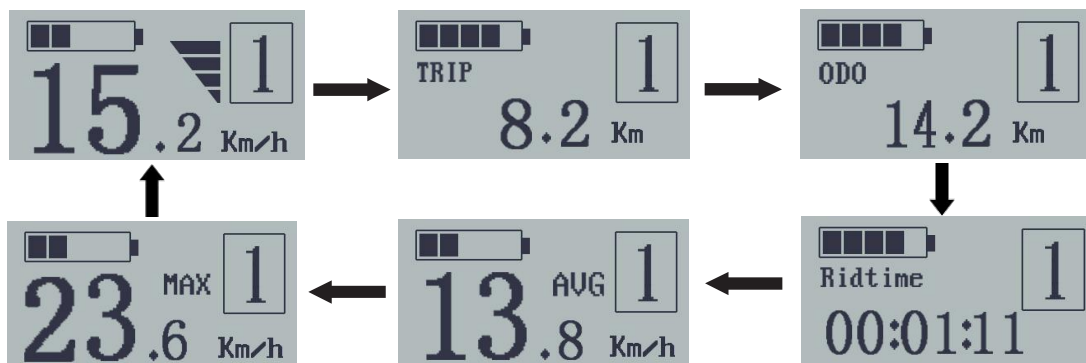 1
15.2 Km/h
1
TRIP
8.2 Km
1
ODO
14.2 Km
1
Ridtime
00:01:11
1
AVG
13.8 Km/h
1
MAX
23.6 Km/h